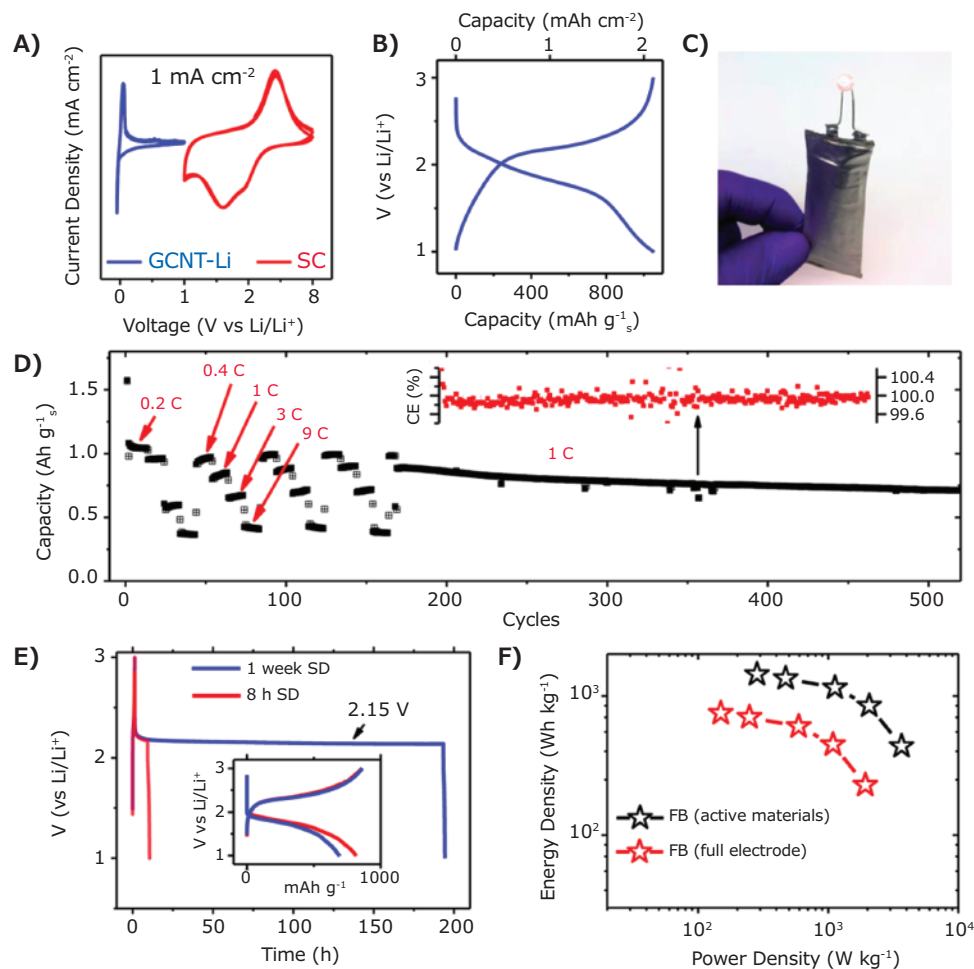 A)
1 mA cm⁻²
Current Density (mA cm⁻²)
GCNT-Li
SC
0 1 2 8
Voltage (V vs Li/Li⁺)
B)
Capacity (mAh cm⁻²)
0 1 2
V (vs Li/Li⁺)
3
2
1
0 400 800
Capacity (mAh g⁻¹ₛ)
C)
D)
Capacity (Ah g⁻¹ₛ)
1.5
1.0
0.5
0.0
0.2 C
0.4 C
1 C
3 C
9 C
1 C
CE (%)
100.4
100.0
99.6
0 50 100 200 300 400 500
Cycles
E)
V (vs Li/Li⁺)
3
2
1
1 week SD
8 h SD
2.15 V
V vs Li/Li⁺
3
2
1
0 1000
mAh g⁻¹
0 25 50 75 100 125 150 175 200
Time (h)
F)
Energy Density (Wh kg⁻¹)
10³
10²
FB (active materials)
FB (full electrode)
10² 10³ 10⁴
Power Density (W kg⁻¹)